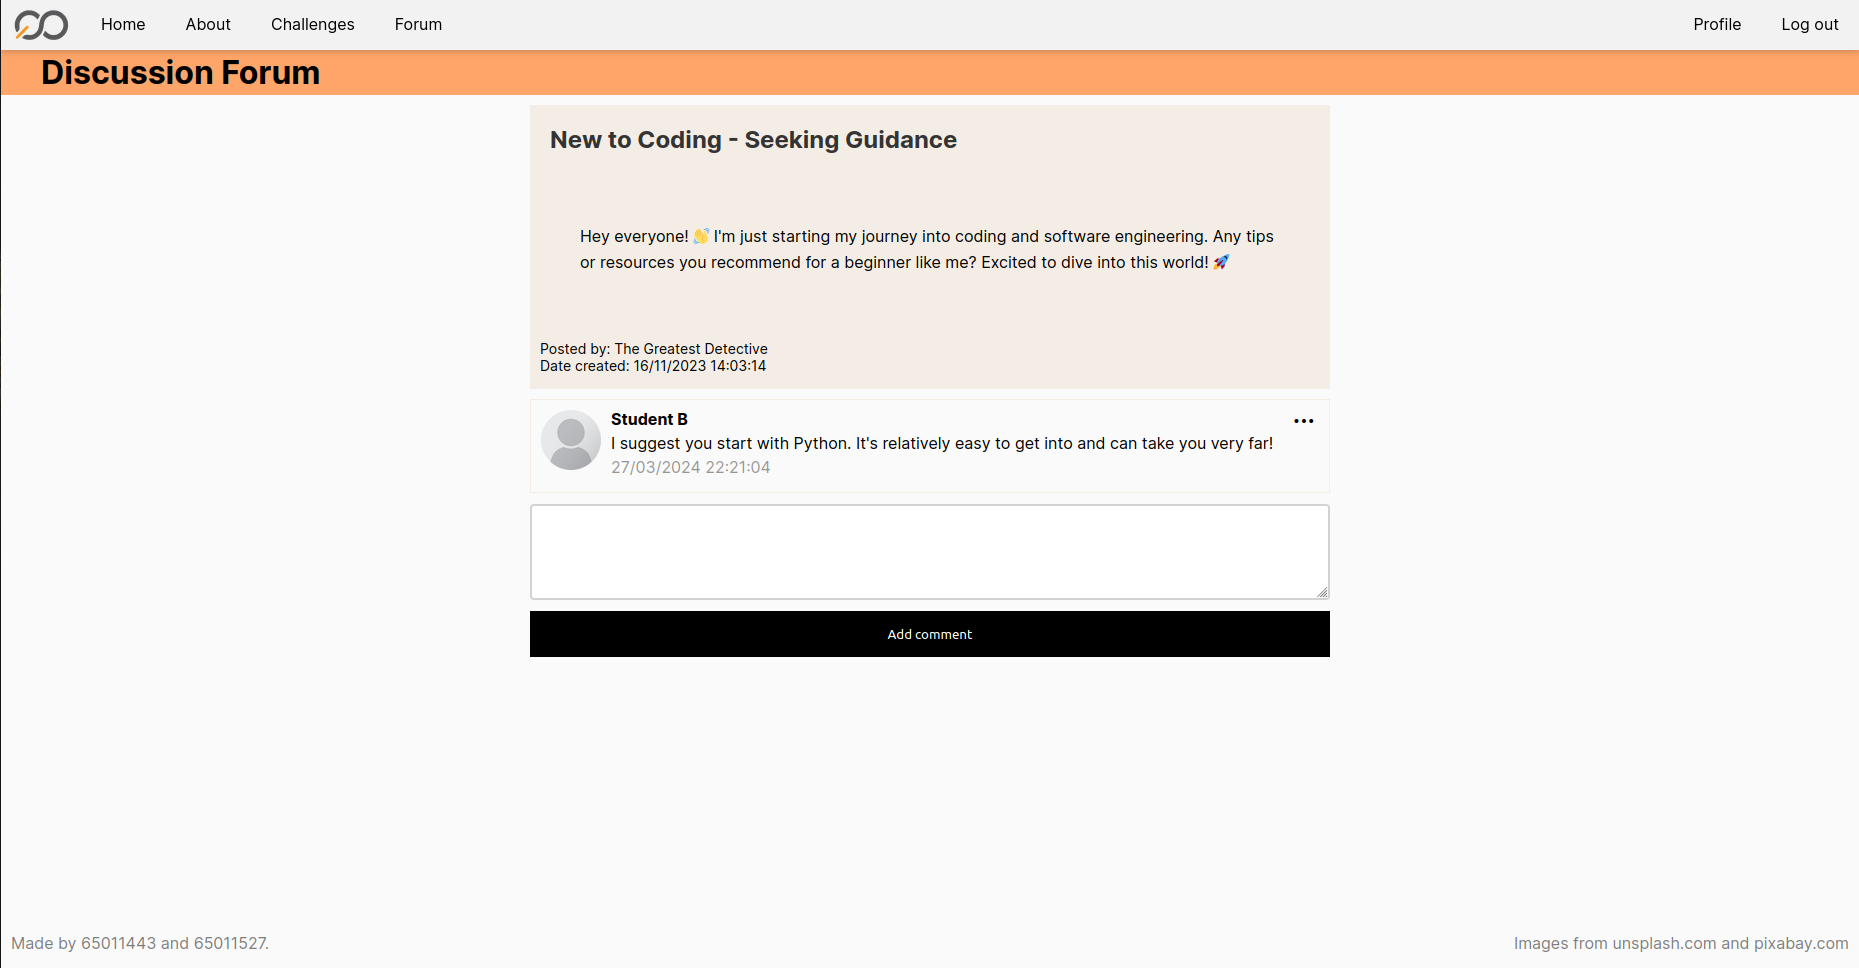 Home About Challenges Forum Profile Log out
Discussion Forum
New to Coding - Seeking Guidance
Hey everyone! 👋 I'm just starting my journey into coding and software engineering. Any tips
or resources you recommend for a beginner like me? Excited to dive into this world! 🚀
Posted by: The Greatest Detective
Date created: 16/11/2023 14:03:14
Student B
I suggest you start with Python. It's relatively easy to get into and can take you very far!
27/03/2024 22:21:04
Add comment
Made by 65011443 and 65011527. Images from unsplash.com and pixabay.com